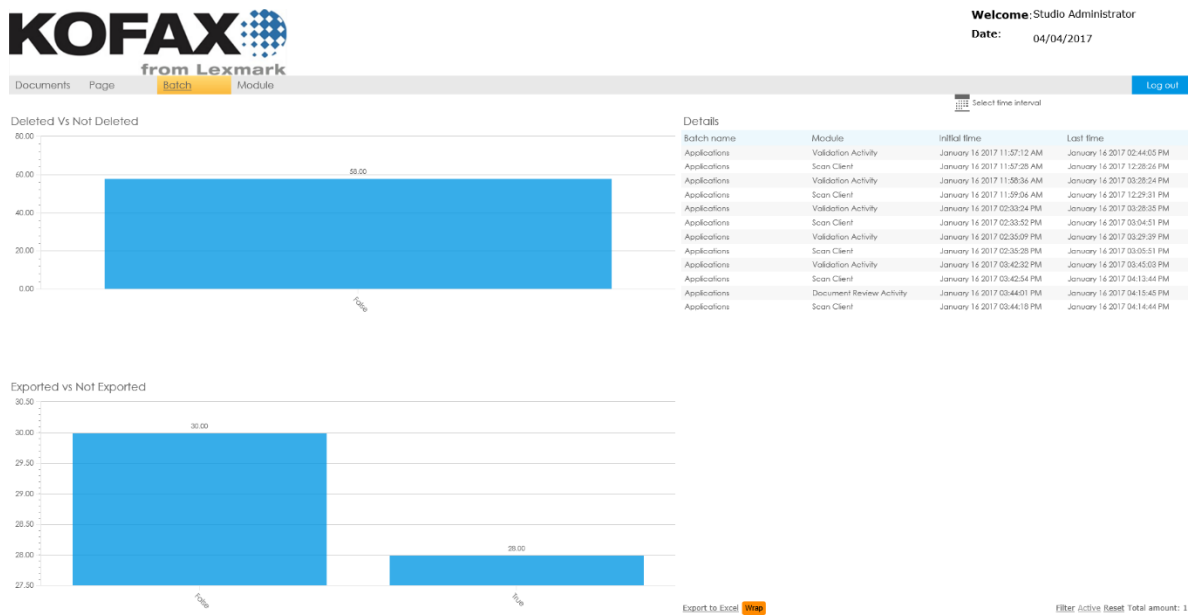 KOFAX
from Lexmark
Welcome: Studio Administrator
Date: 04/04/2017
Documents Page Batch Module Log out
Select time interval
Deleted Vs Not Deleted
80.00
60.00
40.00
20.00
0.00
58.00
False
Details
Batch name Module Initial time Last time
Applications Validation Activity January 16 2017 11:57:12 AM January 16 2017 02:44:05 PM
Applications Scan Client January 16 2017 11:57:28 AM January 16 2017 12:28:26 PM
Applications Validation Activity January 16 2017 11:58:36 AM January 16 2017 03:28:24 PM
Applications Scan Client January 16 2017 11:59:06 AM January 16 2017 12:29:31 PM
Applications Validation Activity January 16 2017 02:33:24 PM January 16 2017 03:28:35 PM
Applications Scan Client January 16 2017 02:33:52 PM January 16 2017 03:04:51 PM
Applications Validation Activity January 16 2017 02:35:09 PM January 16 2017 03:29:39 PM
Applications Scan Client January 16 2017 02:35:28 PM January 16 2017 03:05:51 PM
Applications Validation Activity January 16 2017 03:42:32 PM January 16 2017 03:45:03 PM
Applications Scan Client January 16 2017 03:42:54 PM January 16 2017 04:13:44 PM
Applications Document Review Activity January 16 2017 03:44:01 PM January 16 2017 04:15:45 PM
Applications Scan Client January 16 2017 03:44:18 PM January 16 2017 04:14:44 PM
Exported vs Not Exported
30.50
30.00
29.50
29.00
28.50
28.00
27.50
30.00
28.00
False
True
Export to Excel Wrap
Filter Active Reset Total amount: 1